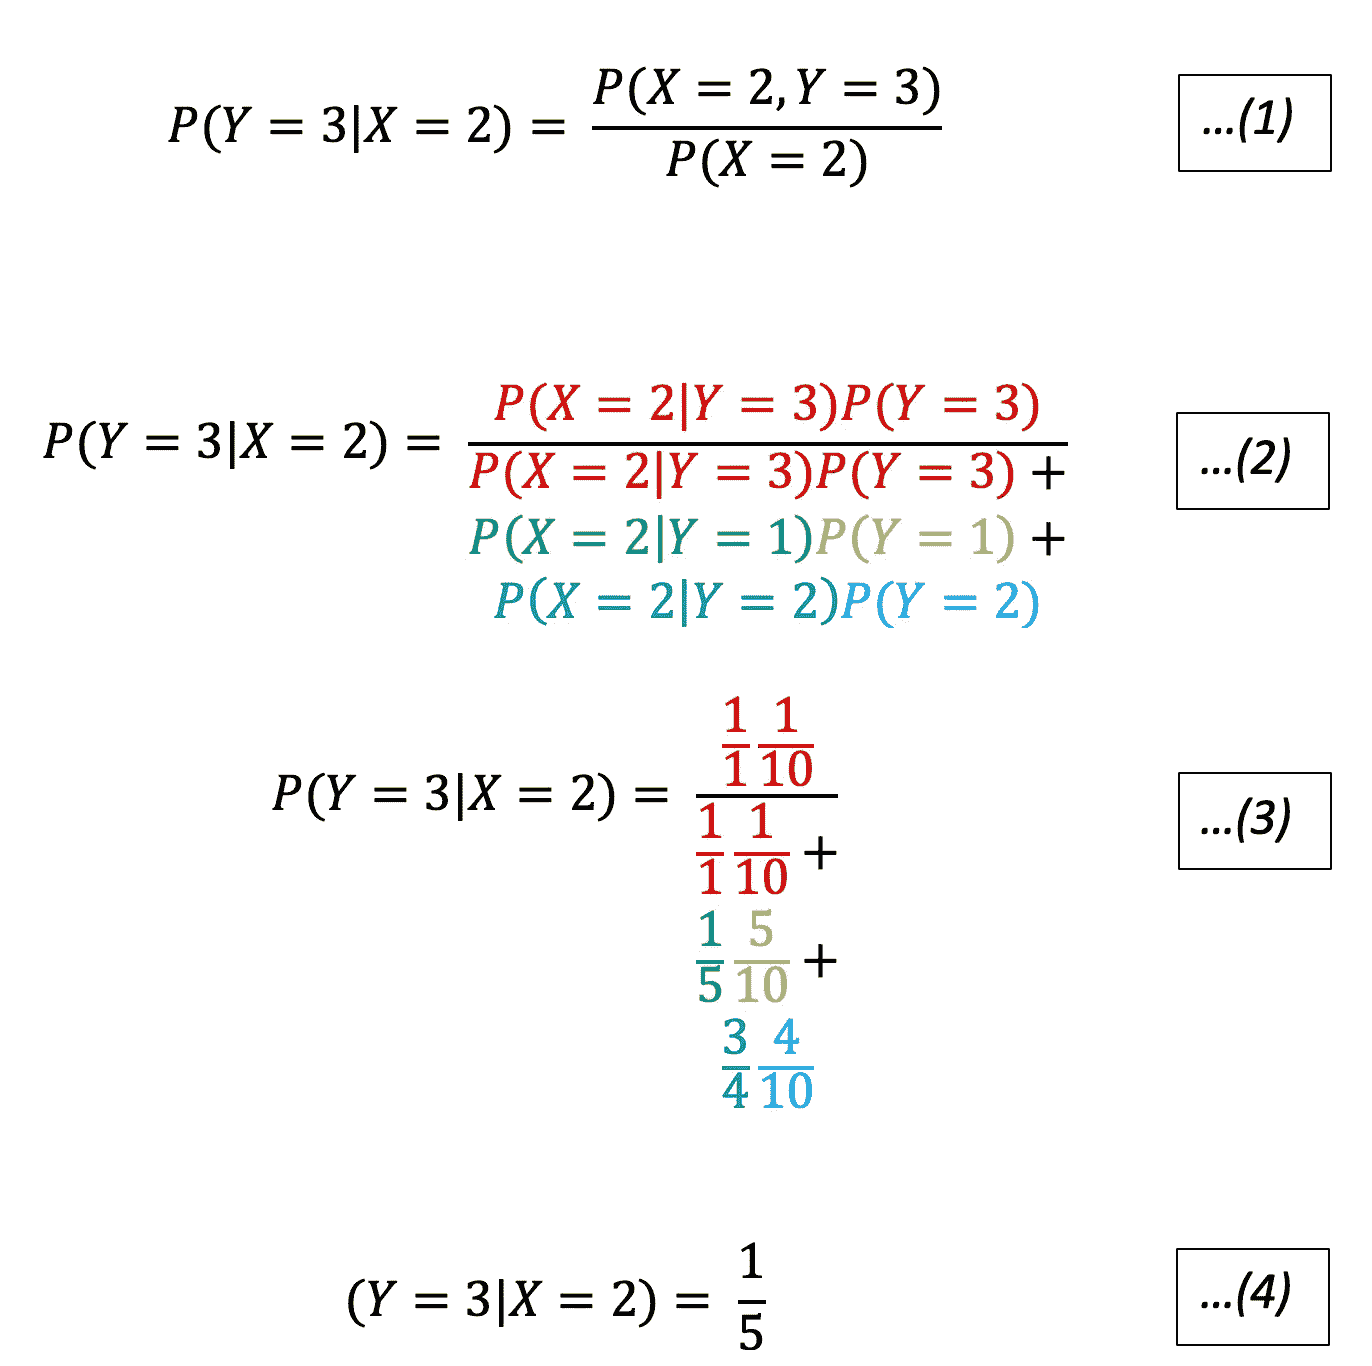 P(Y = 3|X = 2) = P(X = 2, Y = 3) / P(X = 2) ...(1)
P(Y = 3|X = 2) = P(X = 2|Y = 3)P(Y = 3) / P(X = 2|Y = 3)P(Y = 3) + ...(2)
P(X = 2|Y = 1)P(Y = 1) +
P(X = 2|Y = 2)P(Y = 2)
P(Y = 3|X = 2) = 1/1 1/10 / 1/1 1/10 + ...(3)
1/5 5/10 +
3/4 4/10
(Y = 3|X = 2) = 1/5 ...(4)